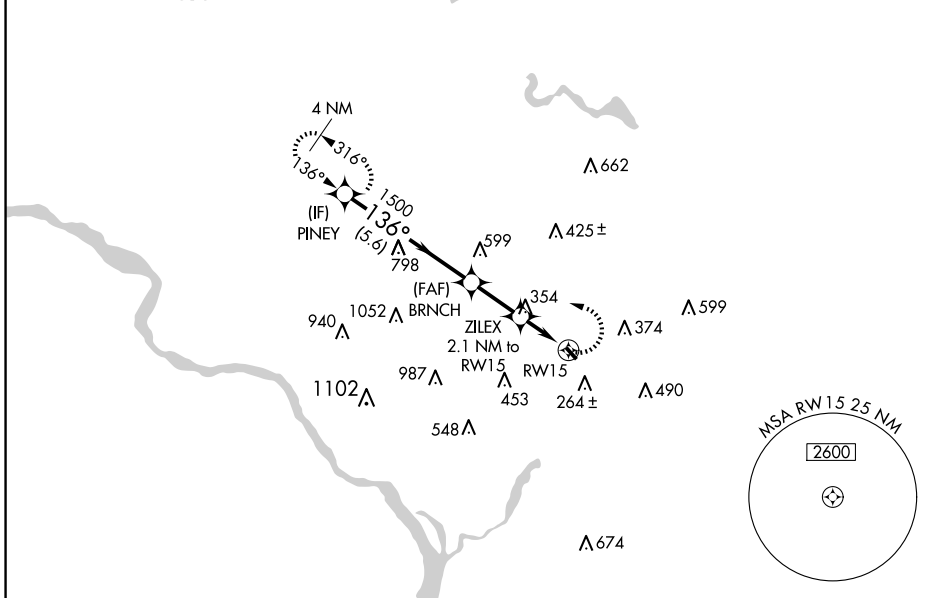 4 NM
316°
136°
(IF)
PINEY
1500
136°
(5.6)
798
599
662
425 ±
(FAF)
BRNCH
354
599
374
1052
940
ZILEX
2.1 NM to
RW15
RW15
987
1102
453
264 ±
490
548
674
MSA RW15 25 NM
2600